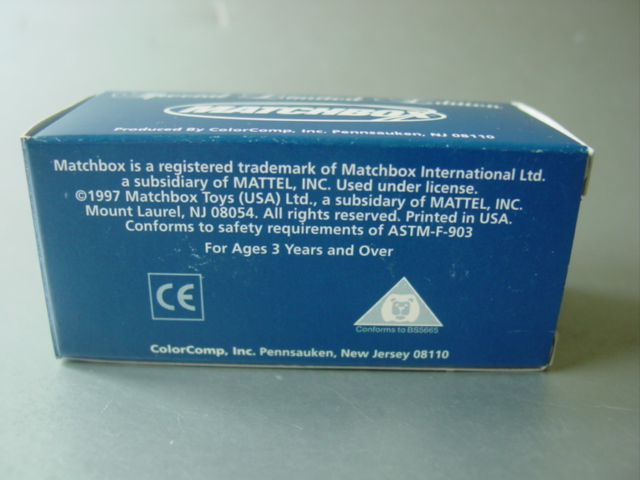 Special Limited Edition
MATCHBOX
Produced By ColorComp, Inc. Pennsauken, NJ 08110
Matchbox is a registered trademark of Matchbox International Ltd.
a subsidiary of MATTEL, INC. Used under license.
©1997 Matchbox Toys (USA) Ltd., a subsidary of MATTEL, INC.
Mount Laurel, NJ 08054. All rights reserved. Printed in USA.
Conforms to safety requirements of ASTM-F-903
For Ages 3 Years and Over
CE
Conforms to BS5665
ColorComp, Inc. Pennsauken, New Jersey 08110